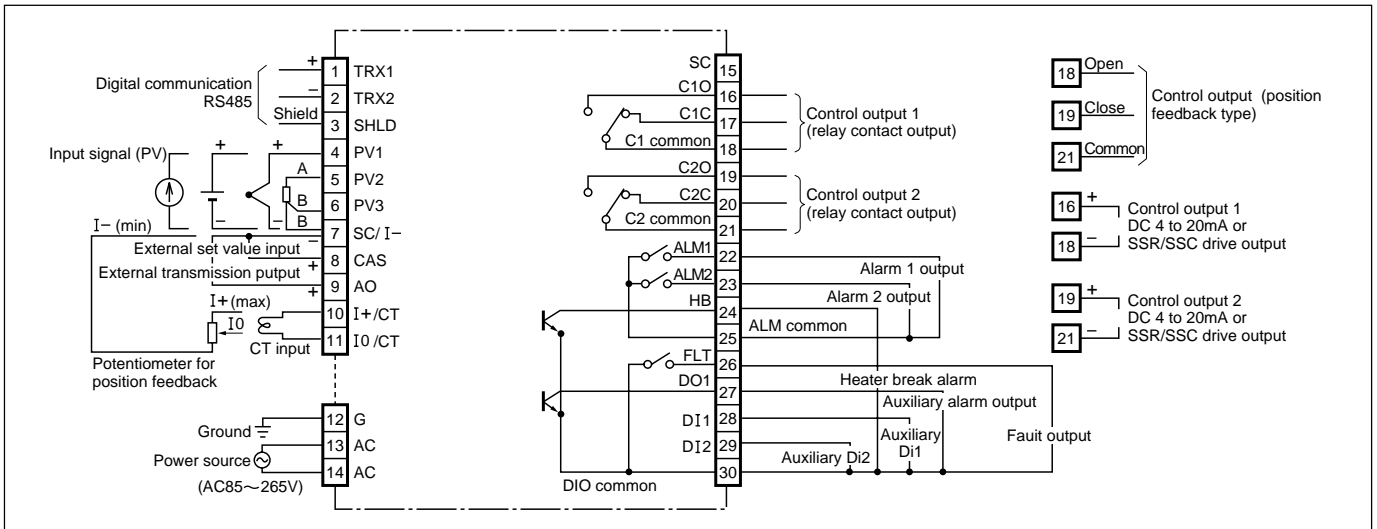 Digital communication
RS485
+
−
Shield
1 TRX1
2 TRX2
3 SHLD
Input signal (PV)
+
+
−
−
A
B
B
4 PV1
5 PV2
6 PV3
7 SC/ I−
8 CAS
9 AO
10 I+/CT
11 I0 /CT
I− (min)
External set value input
−
External transmission putput
+
+
I+ (max)
I0
CT input
Potentiometer for
position feedback
Ground
12 G
13 AC
14 AC
Power source
(AC85～265V)
SC
15
C1O
16
C1C
17
C1 common
18
Control output 1
(relay contact output)
C2O
19
C2C
20
C2 common
21
Control output 2
(relay contact output)
ALM1
22
Alarm 1 output
ALM2
23
Alarm 2 output
HB
24
ALM common
25
FLT
26
Heater break alarm
DO1
27
Auxiliary alarm output
DI1
28
Auxiliary
Di1
Fauit output
DI2
29
Auxiliary Di2
30
DIO common
18 Open
19 Close
21 Common
Control output (position
feedback type)
16 +
18 −
Control output 1
DC 4 to 20mA or
SSR/SSC drive output
19 +
21 −
Control output 2
DC 4 to 20mA or
SSR/SSC drive output